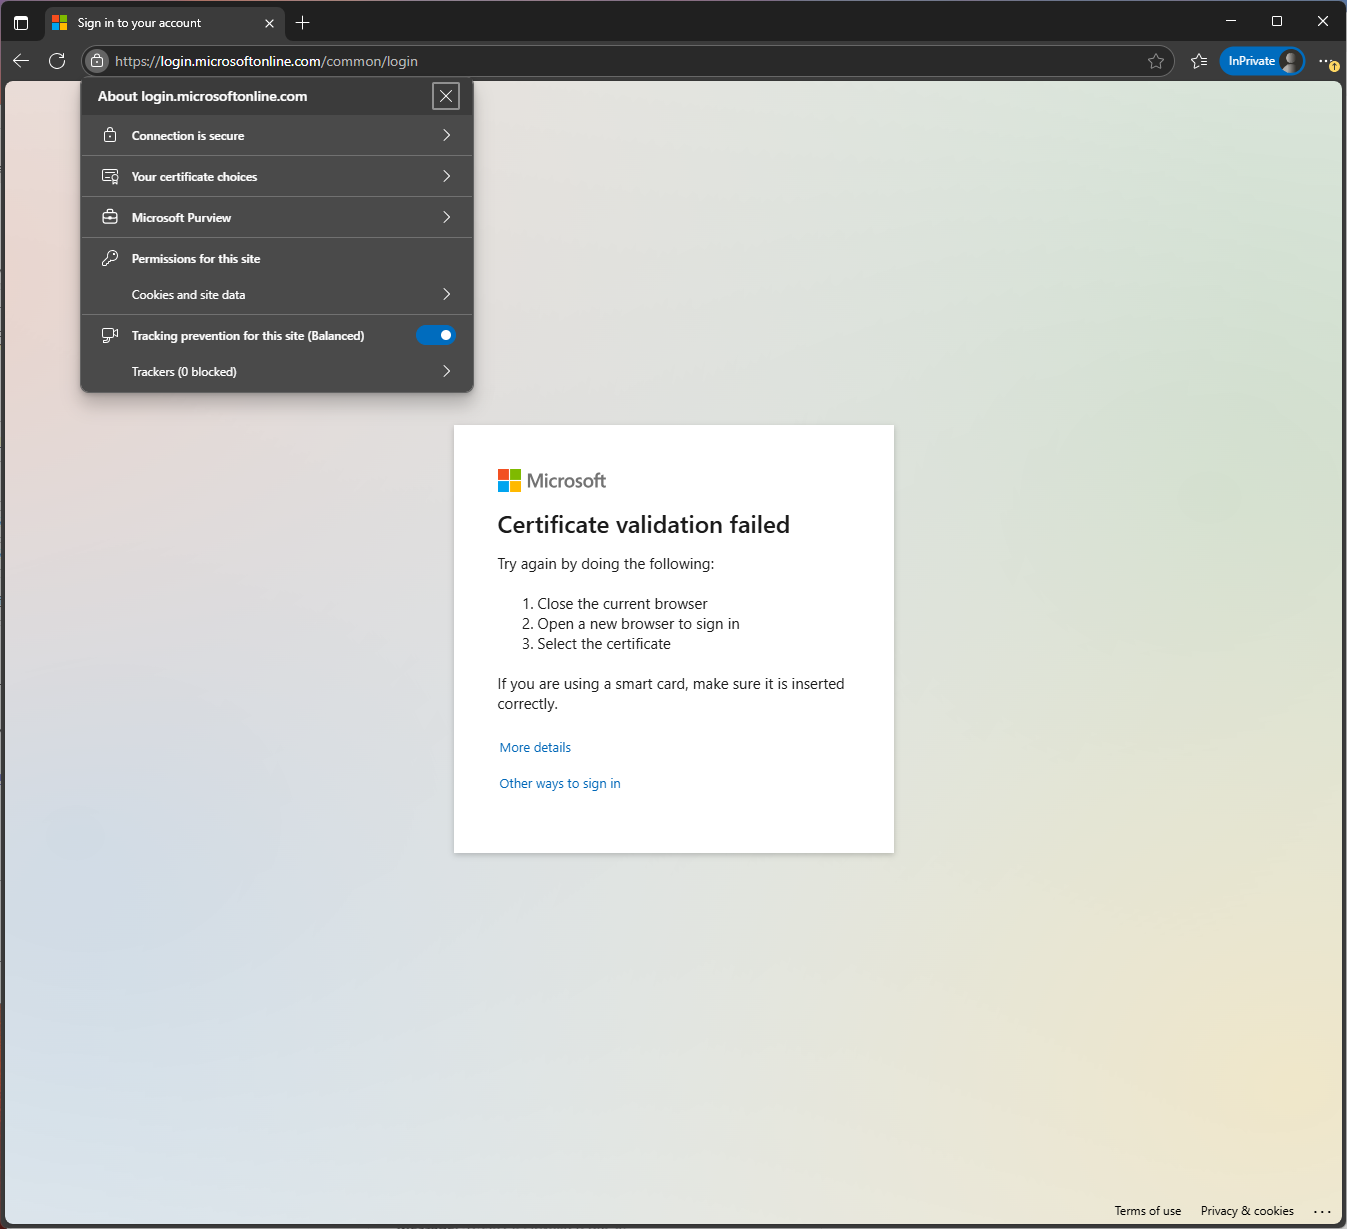 Sign in to your account
https://login.microsoftonline.com/common/login
InPrivate
About login.microsoftonline.com
Connection is secure
Your certificate choices
Microsoft Purview
Permissions for this site
Cookies and site data
Tracking prevention for this site (Balanced)
Trackers (0 blocked)
Microsoft
Certificate validation failed
Try again by doing the following:
1. Close the current browser
2. Open a new browser to sign in
3. Select the certificate
If you are using a smart card, make sure it is inserted
correctly.
More details
Other ways to sign in
Terms of use Privacy & cookies ...